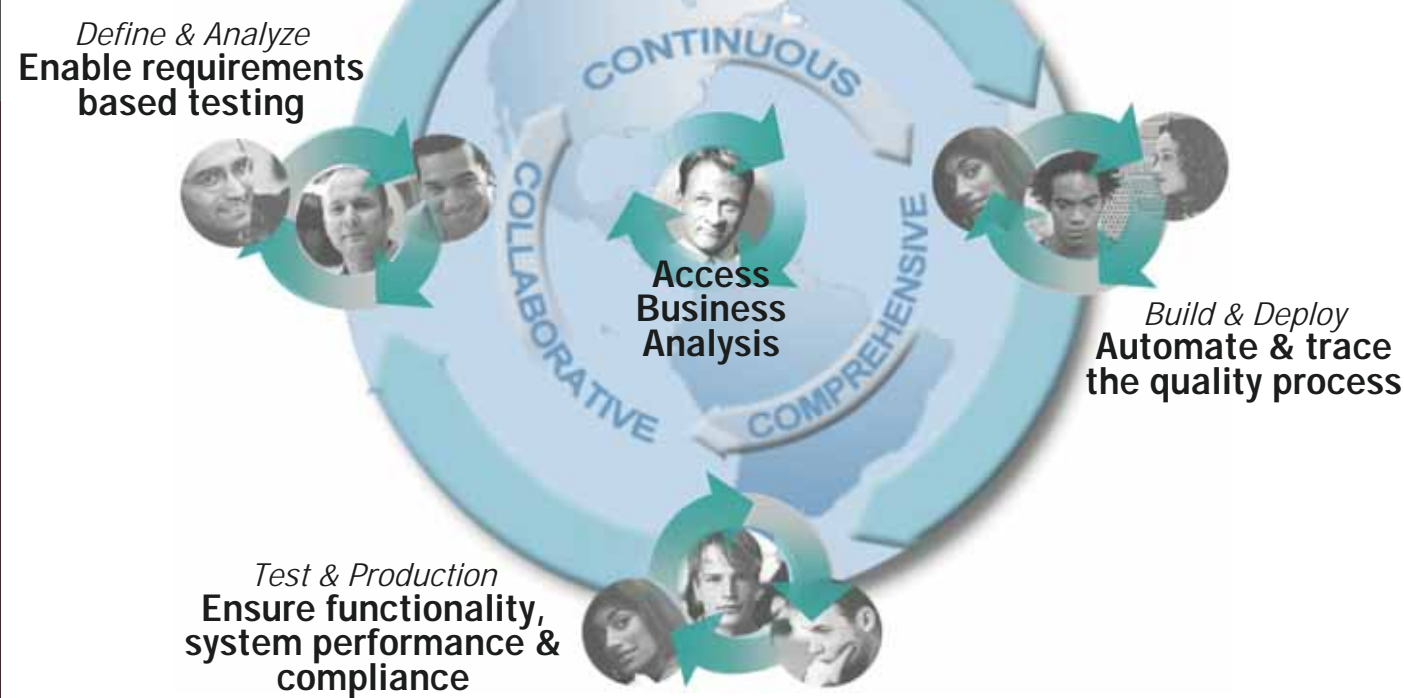 Define & Analyze
Enable requirements
based testing
CONTINUOUS
COLLABORATIVE
COMPREHENSIVE
Access
Business
Analysis
Build & Deploy
Automate & trace
the quality process
Test & Production
Ensure functionality,
system performance &
compliance